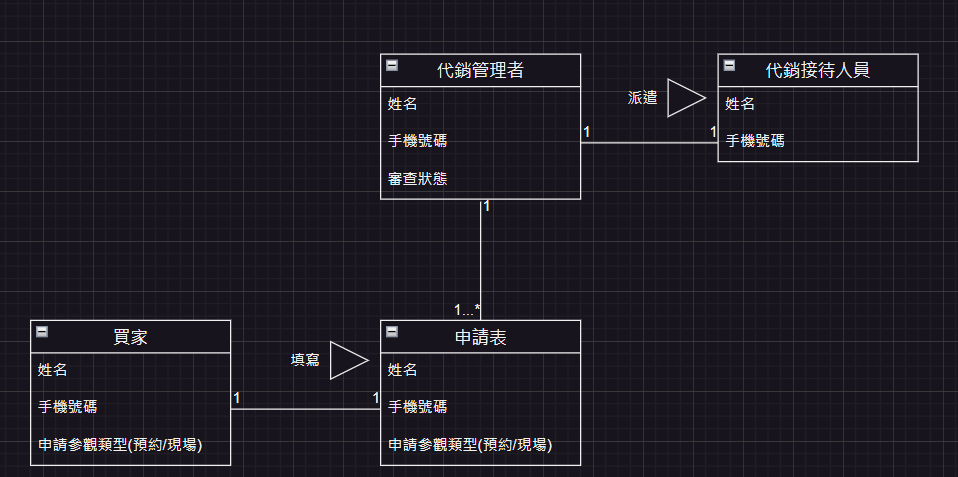 代銷管理者
姓名
手機號碼
審查狀態
派遣
代銷接待人員
姓名
手機號碼
1
1
1
1...*
買家
姓名
手機號碼
申請參觀類型(預約/現場)
填寫
1
1
申請表
姓名
手機號碼
申請參觀類型(預約/現場)